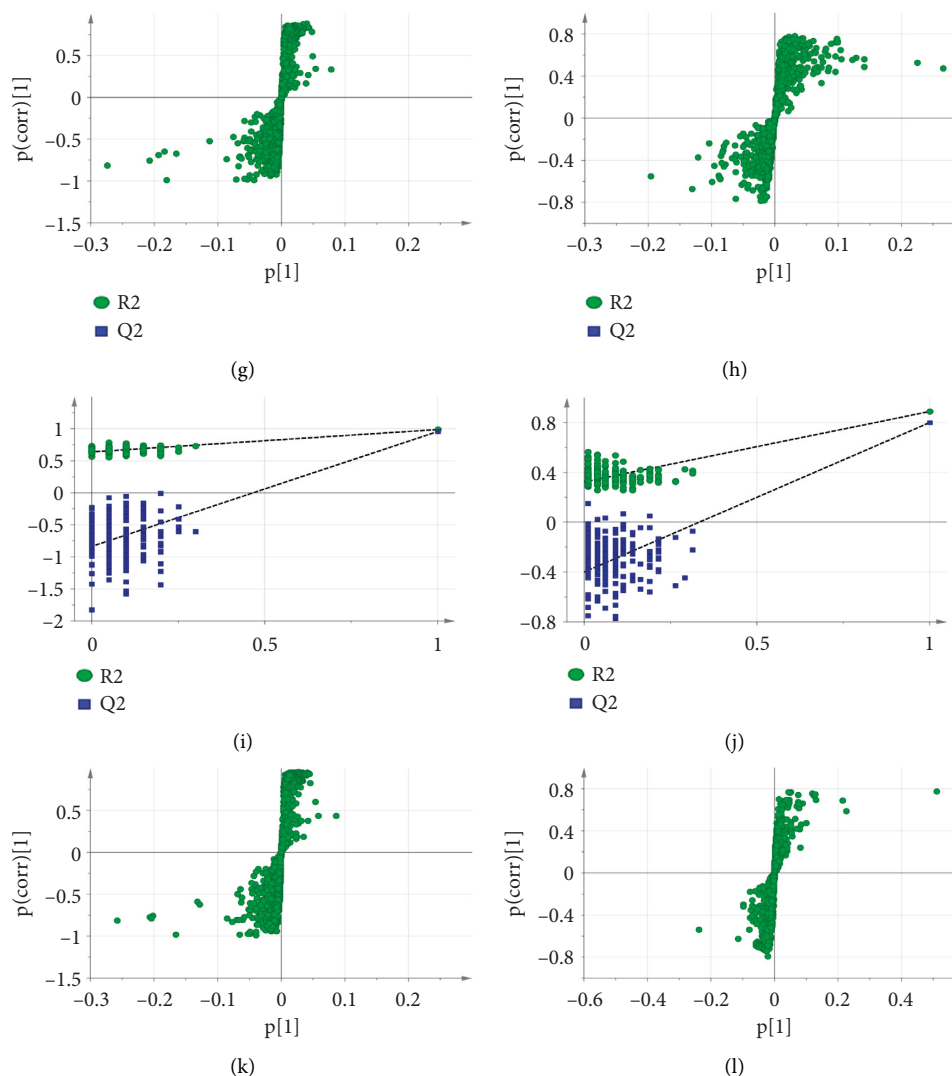 0.5
0
−0.5
−1
−1.5
p(corr)[1]
−0.3 −0.2 −0.1 0 0.1 0.2
p[1]
R2
Q2
(g)
0.8
0.4
0
−0.4
−0.8
p(corr)[1]
−0.3 −0.2 −0.1 0 0.1 0.2
p[1]
R2
Q2
(h)
1
0.5
0
−0.5
−1
−1.5
−2
0 0.5 1
R2
Q2
(i)
0.8
0.4
0
−0.4
−0.8
0 0.5 1
R2
Q2
(j)
0.5
0
−0.5
−1
−1.5
p(corr)[1]
−0.3 −0.2 −0.1 0 0.1 0.2
p[1]
(k)
0.8
0.4
0
−0.4
−0.8
p(corr)[1]
−0.6 −0.4 −0.2 0 0.2 0.4
p[1]
(l)